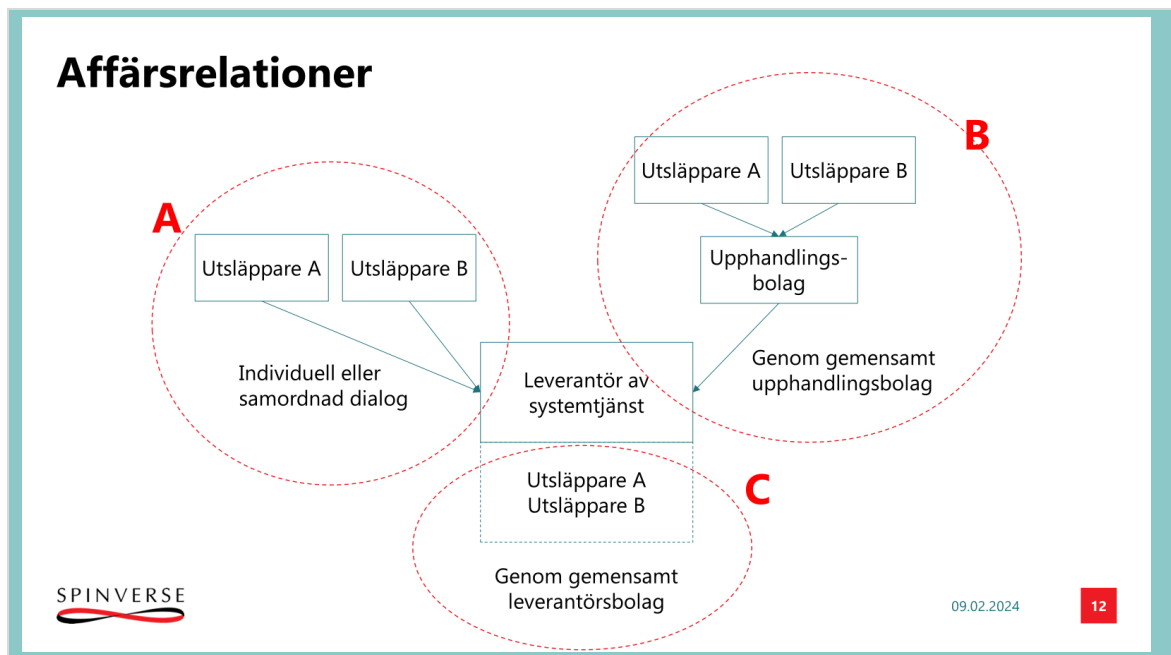 Affärsrelationer
A
Utsläppare A
Utsläppare B
Individuell eller
samordnad dialog
B
Utsläppare A
Utsläppare B
Upphandlings-
bolag
Genom gemensamt
upphandlingsbolag
Leverantör av
systemtjänst
C
Utsläppare A
Utsläppare B
Genom gemensamt
leverantörsbolag
SPINVERSE
09.02.2024
12